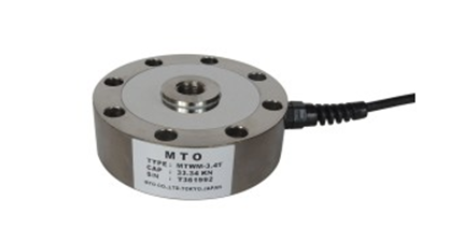 MTO
TYPE : MTWM-3.4T
CAP : 33.34 KN
S/N : T361992
MTO CO.,LTD.TOKYO,JAPAN